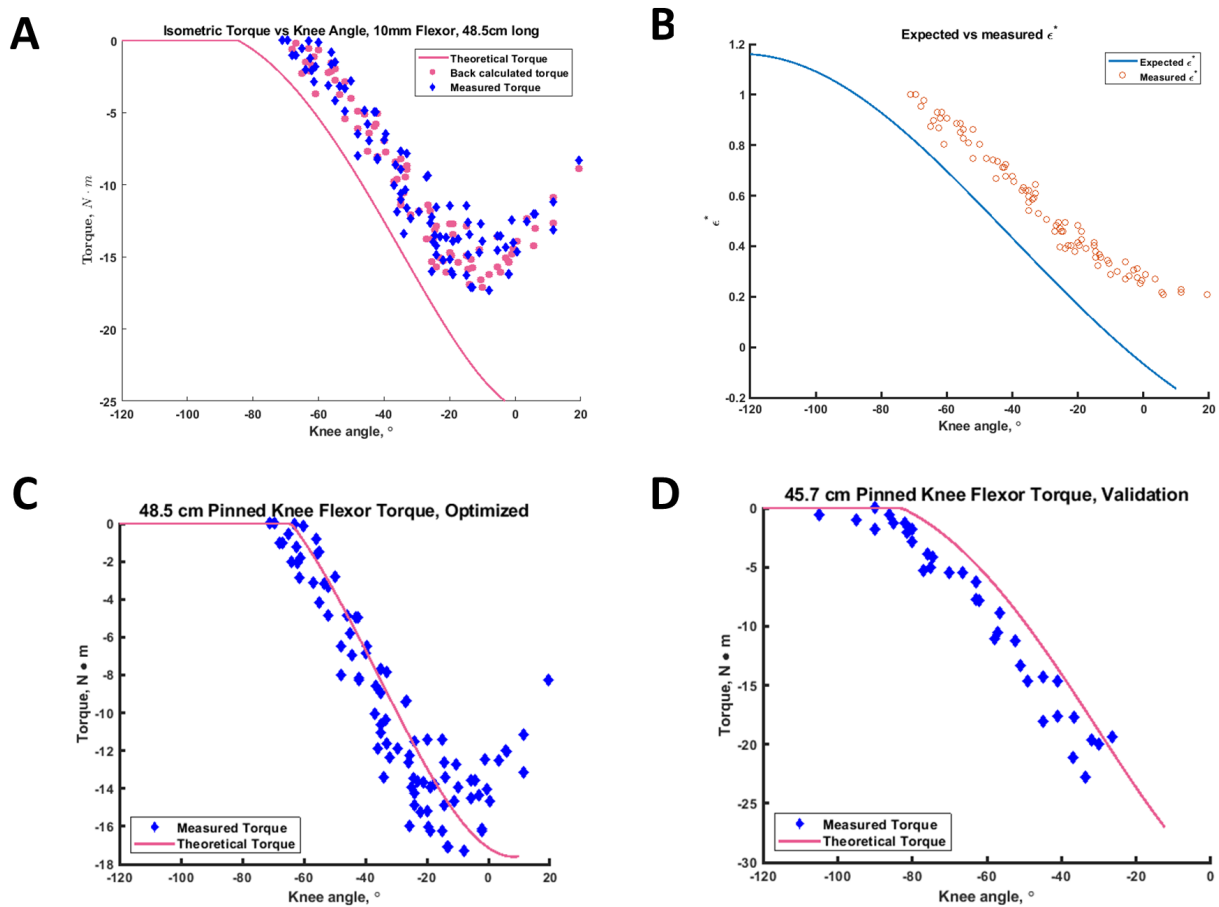 A
Isometric Torque vs Knee Angle, 10mm Flexor, 48.5cm long
Theoretical Torque
Back calculated torque
Measured Torque
0
-5
-10
-15
-20
-25
Torque, N · m
-120 -100 -80 -60 -40 -20 0 20
Knee angle, °
B
Expected vs measured ϵ*
Expected ϵ*
Measured ϵ*
1.2
1
0.8
0.6
0.4
0.2
0
-0.2
ϵ*
-120 -100 -80 -60 -40 -20 0 20
Knee angle, °
C
48.5 cm Pinned Knee Flexor Torque, Optimized
0
-2
-4
-6
-8
-10
-12
-14
-16
-18
Torque, N • m
Measured Torque
Theoretical Torque
-120 -100 -80 -60 -40 -20 0 20
Knee angle, °
D
45.7 cm Pinned Knee Flexor Torque, Validation
0
-5
-10
-15
-20
-25
-30
Torque, N • m
Measured Torque
Theoretical Torque
-120 -100 -80 -60 -40 -20 0
Knee angle, °